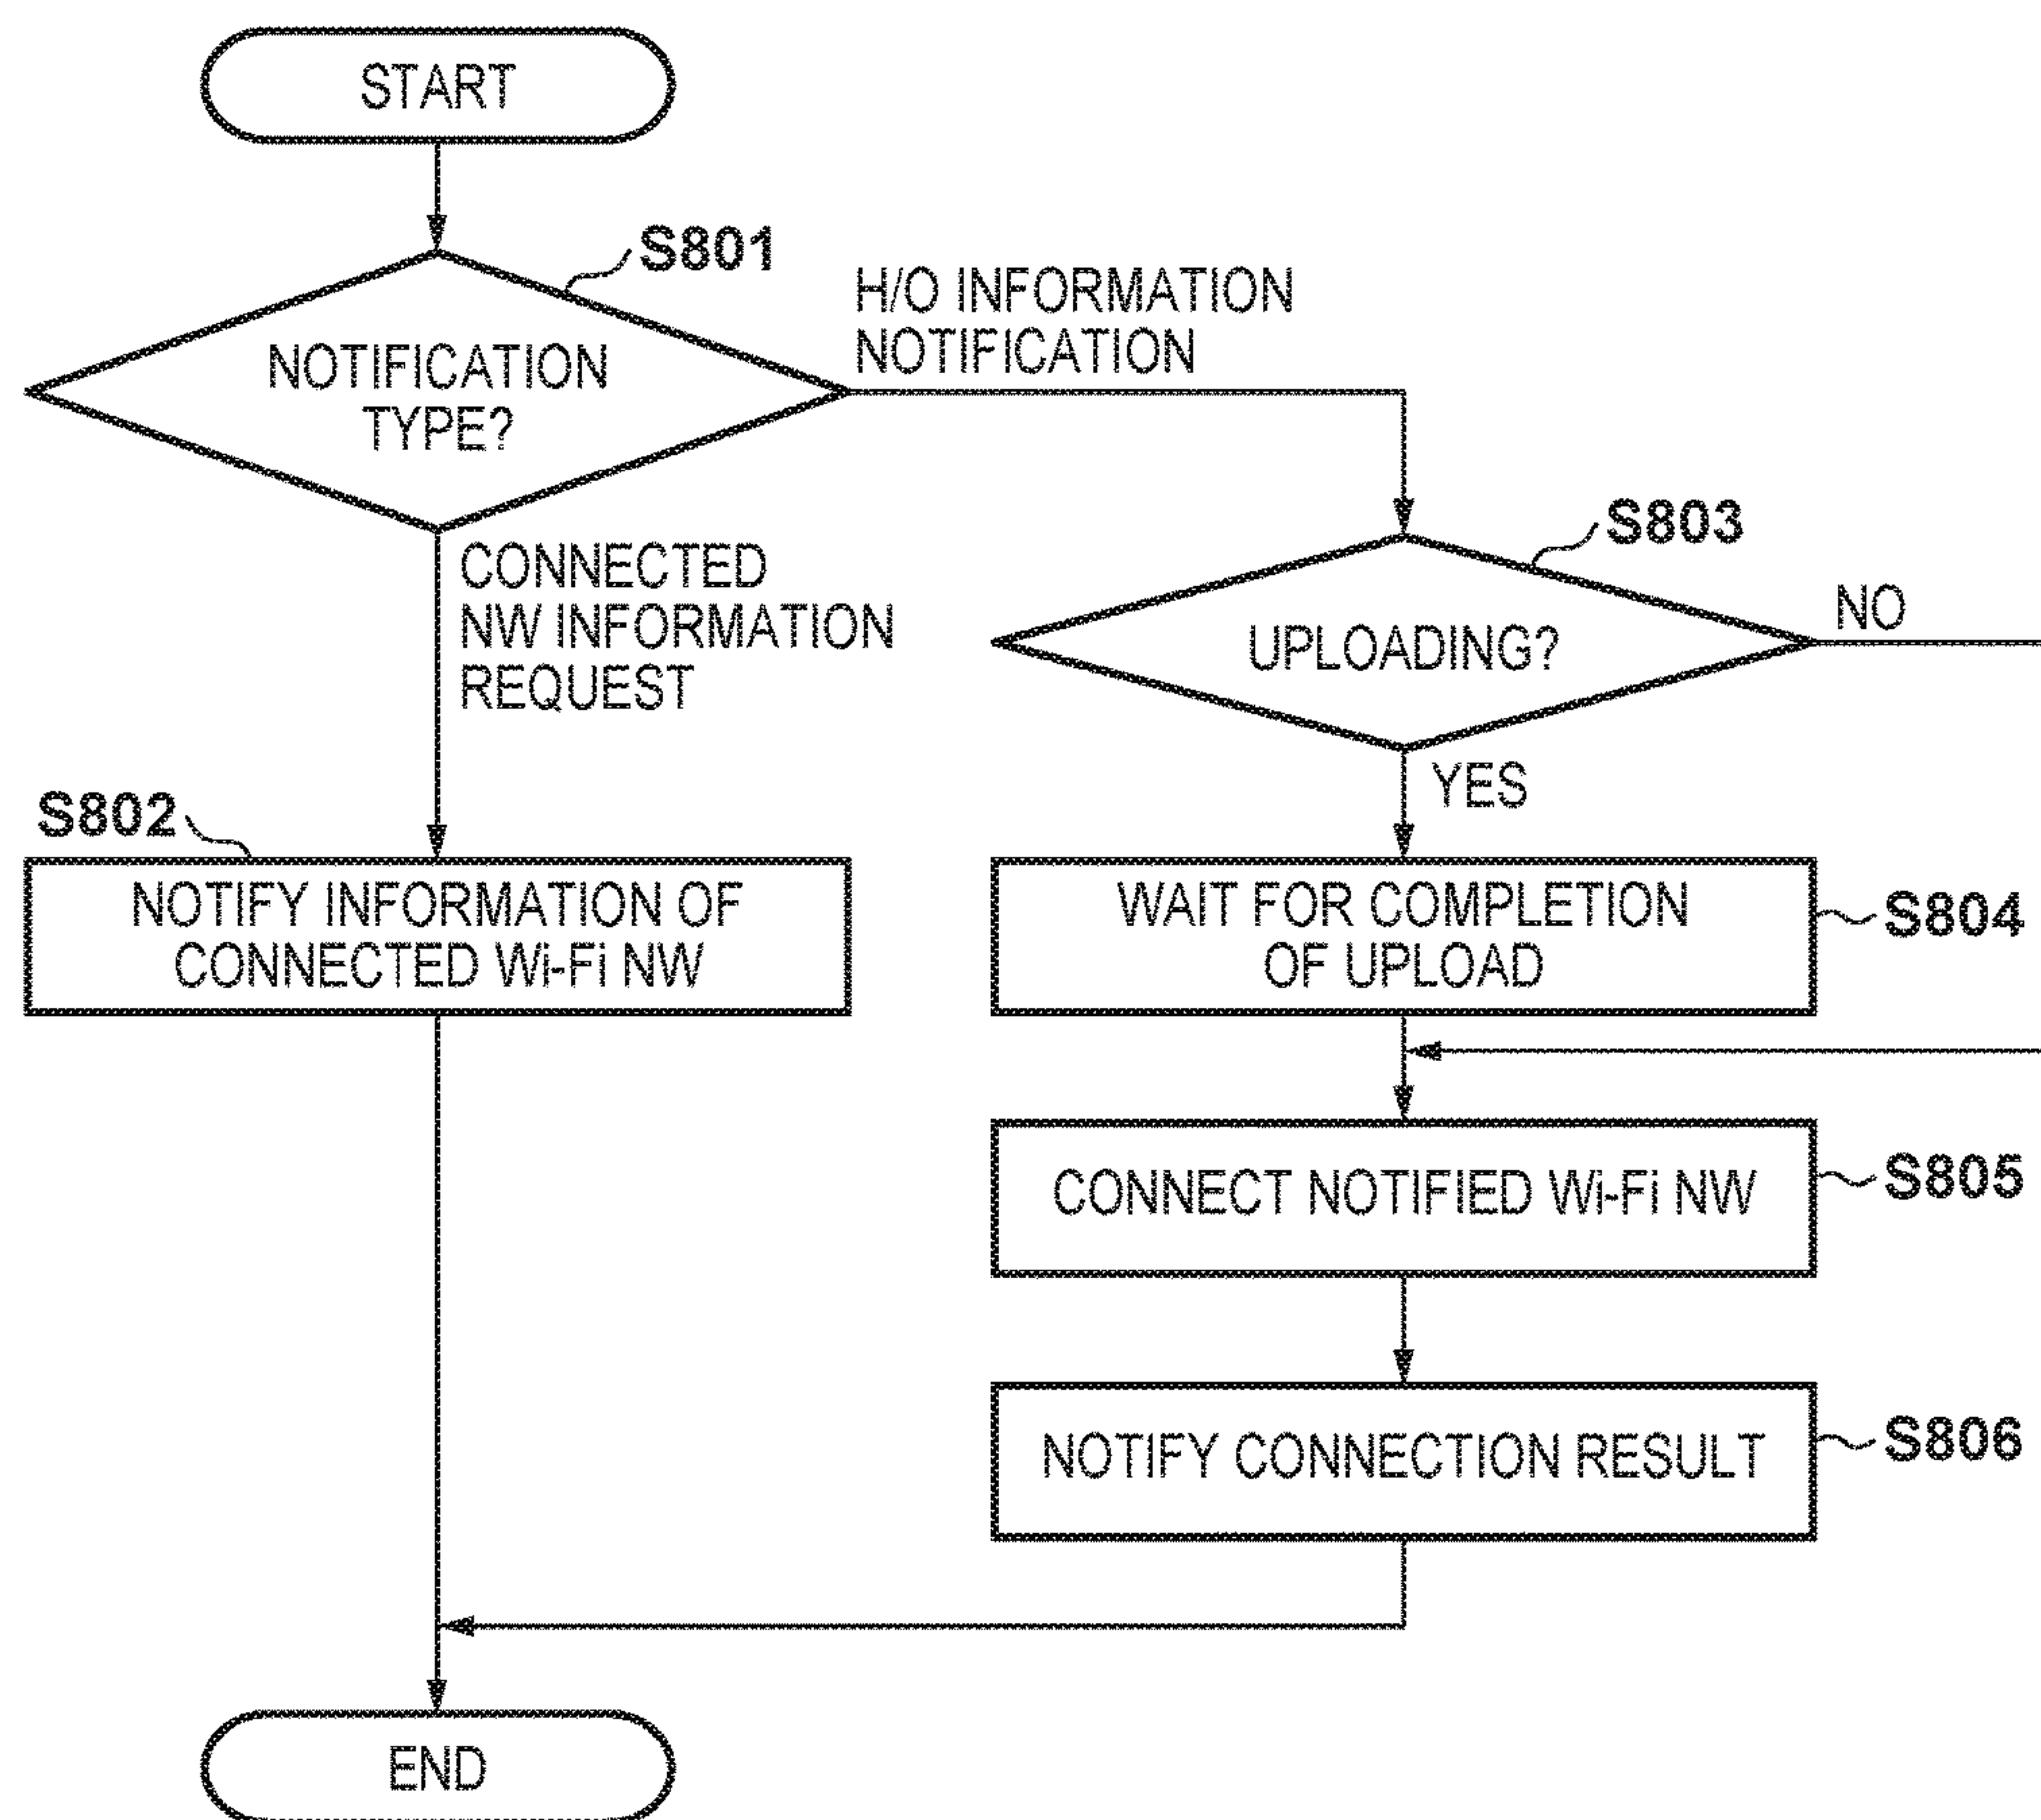 START
S801
NOTIFICATION
TYPE?
H/O INFORMATION
NOTIFICATION
CONNECTED
NW INFORMATION
REQUEST
S802
NOTIFY INFORMATION OF
CONNECTED Wi-Fi NW
S803
UPLOADING?
NO
YES
WAIT FOR COMPLETION
OF UPLOAD
S804
CONNECT NOTIFIED Wi-Fi NW
S805
NOTIFY CONNECTION RESULT
S806
END